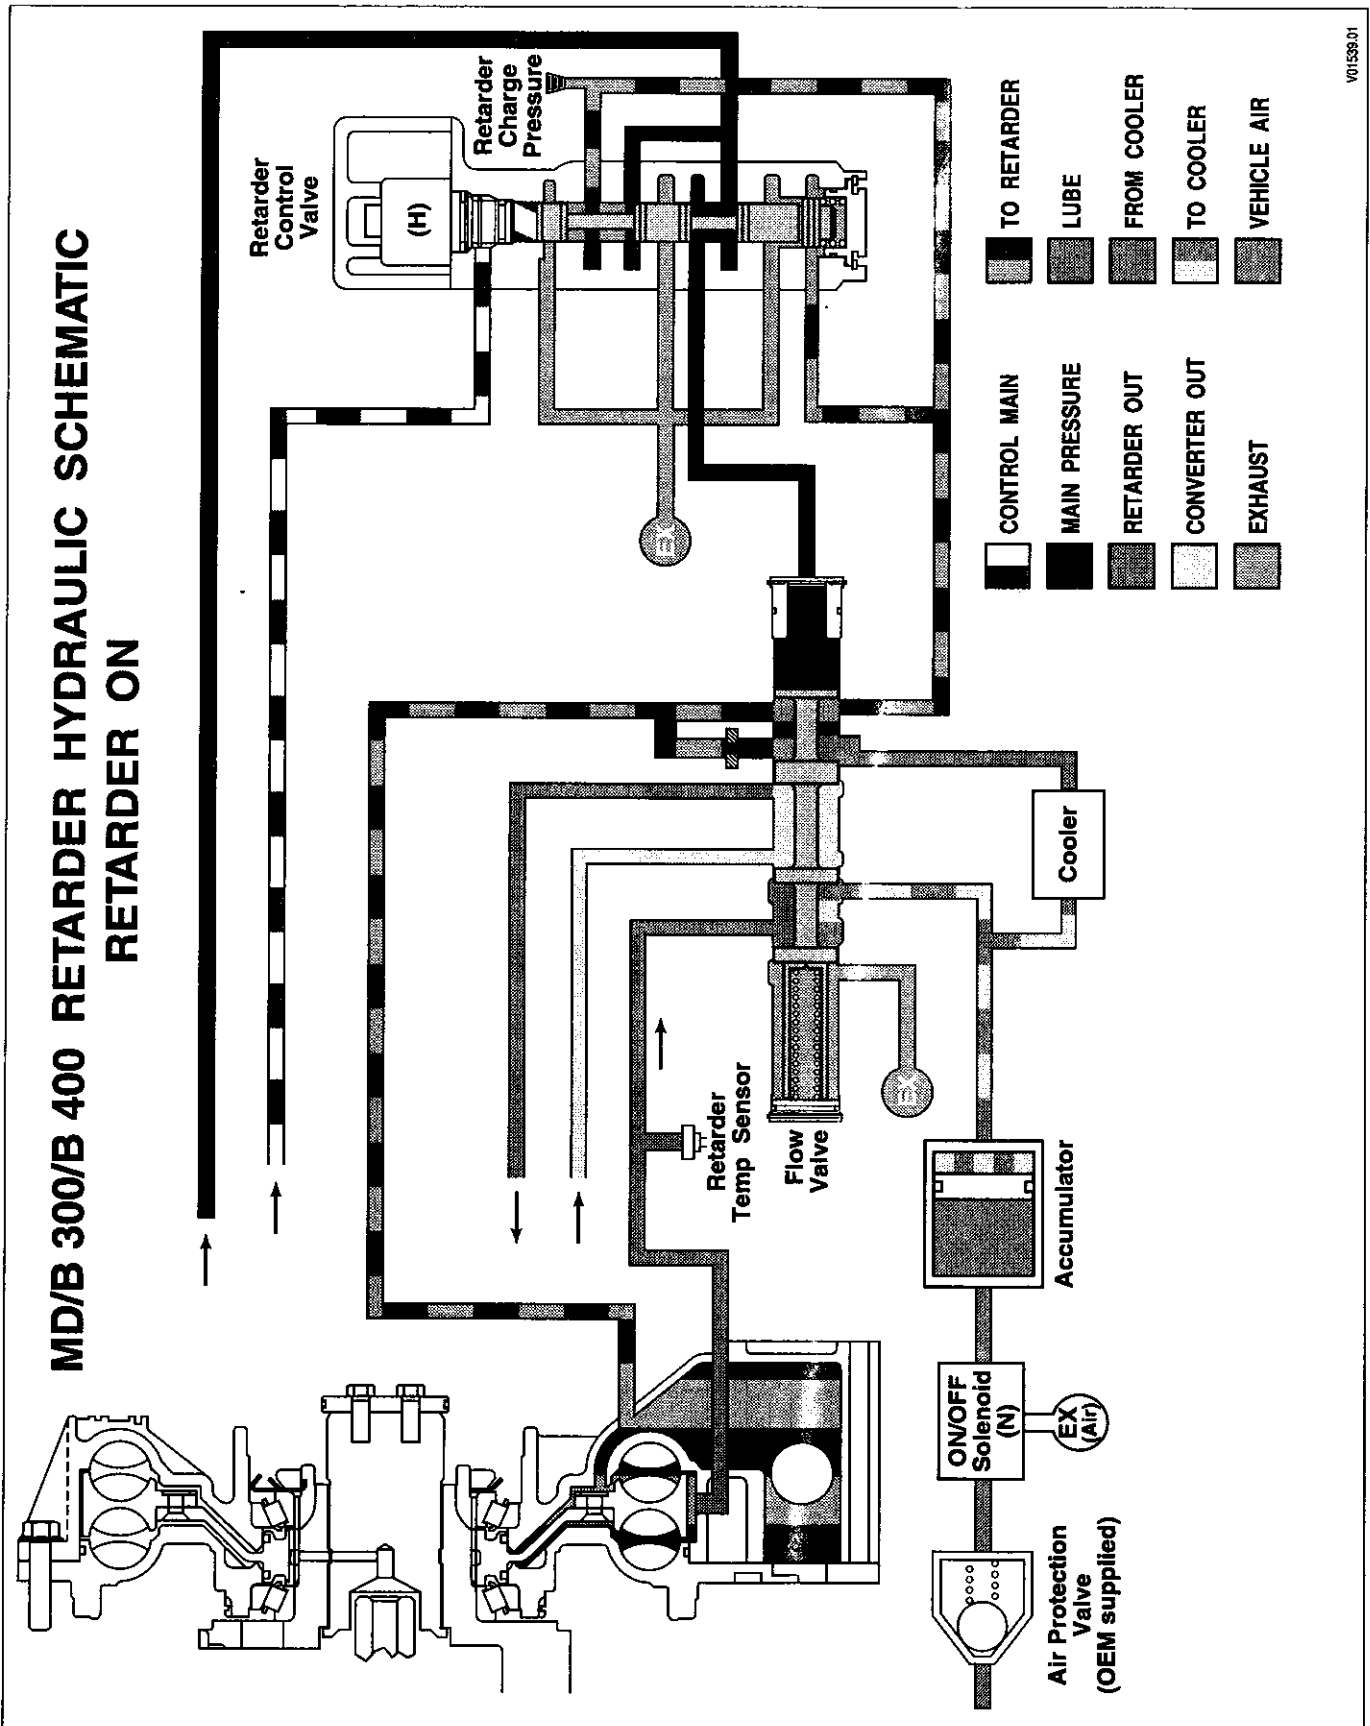 MD/B 300/B 400 RETARDER HYDRAULIC SCHEMATIC
RETARDER ON
Retarder
Control
Valve
(H)
Retarder
Charge
Pressure
EX
Retarder
Temp Sensor
Flow
Valve
EX
Cooler
Accumulator
ON/OFF
Solenoid
(N)
EX
(Air)
Air Protection
Valve
(OEM supplied)
CONTROL MAIN
MAIN PRESSURE
RETARDER OUT
CONVERTER OUT
EXHAUST
TO RETARDER
LUBE
FROM COOLER
TO COOLER
VEHICLE AIR
V01539.01